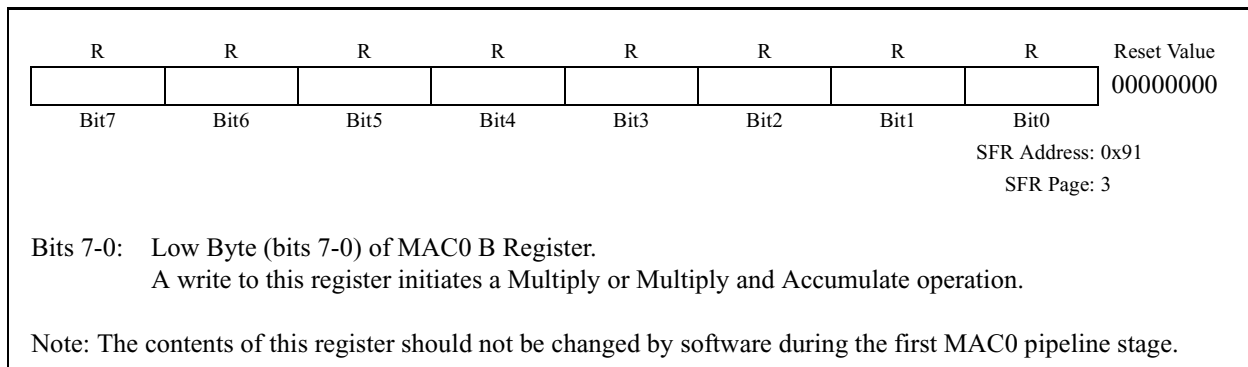 R R R R R R R R Reset Value
00000000
Bit7 Bit6 Bit5 Bit4 Bit3 Bit2 Bit1 Bit0
SFR Address: 0x91
SFR Page: 3
Bits 7-0: Low Byte (bits 7-0) of MAC0 B Register.
A write to this register initiates a Multiply or Multiply and Accumulate operation.
Note: The contents of this register should not be changed by software during the first MAC0 pipeline stage.